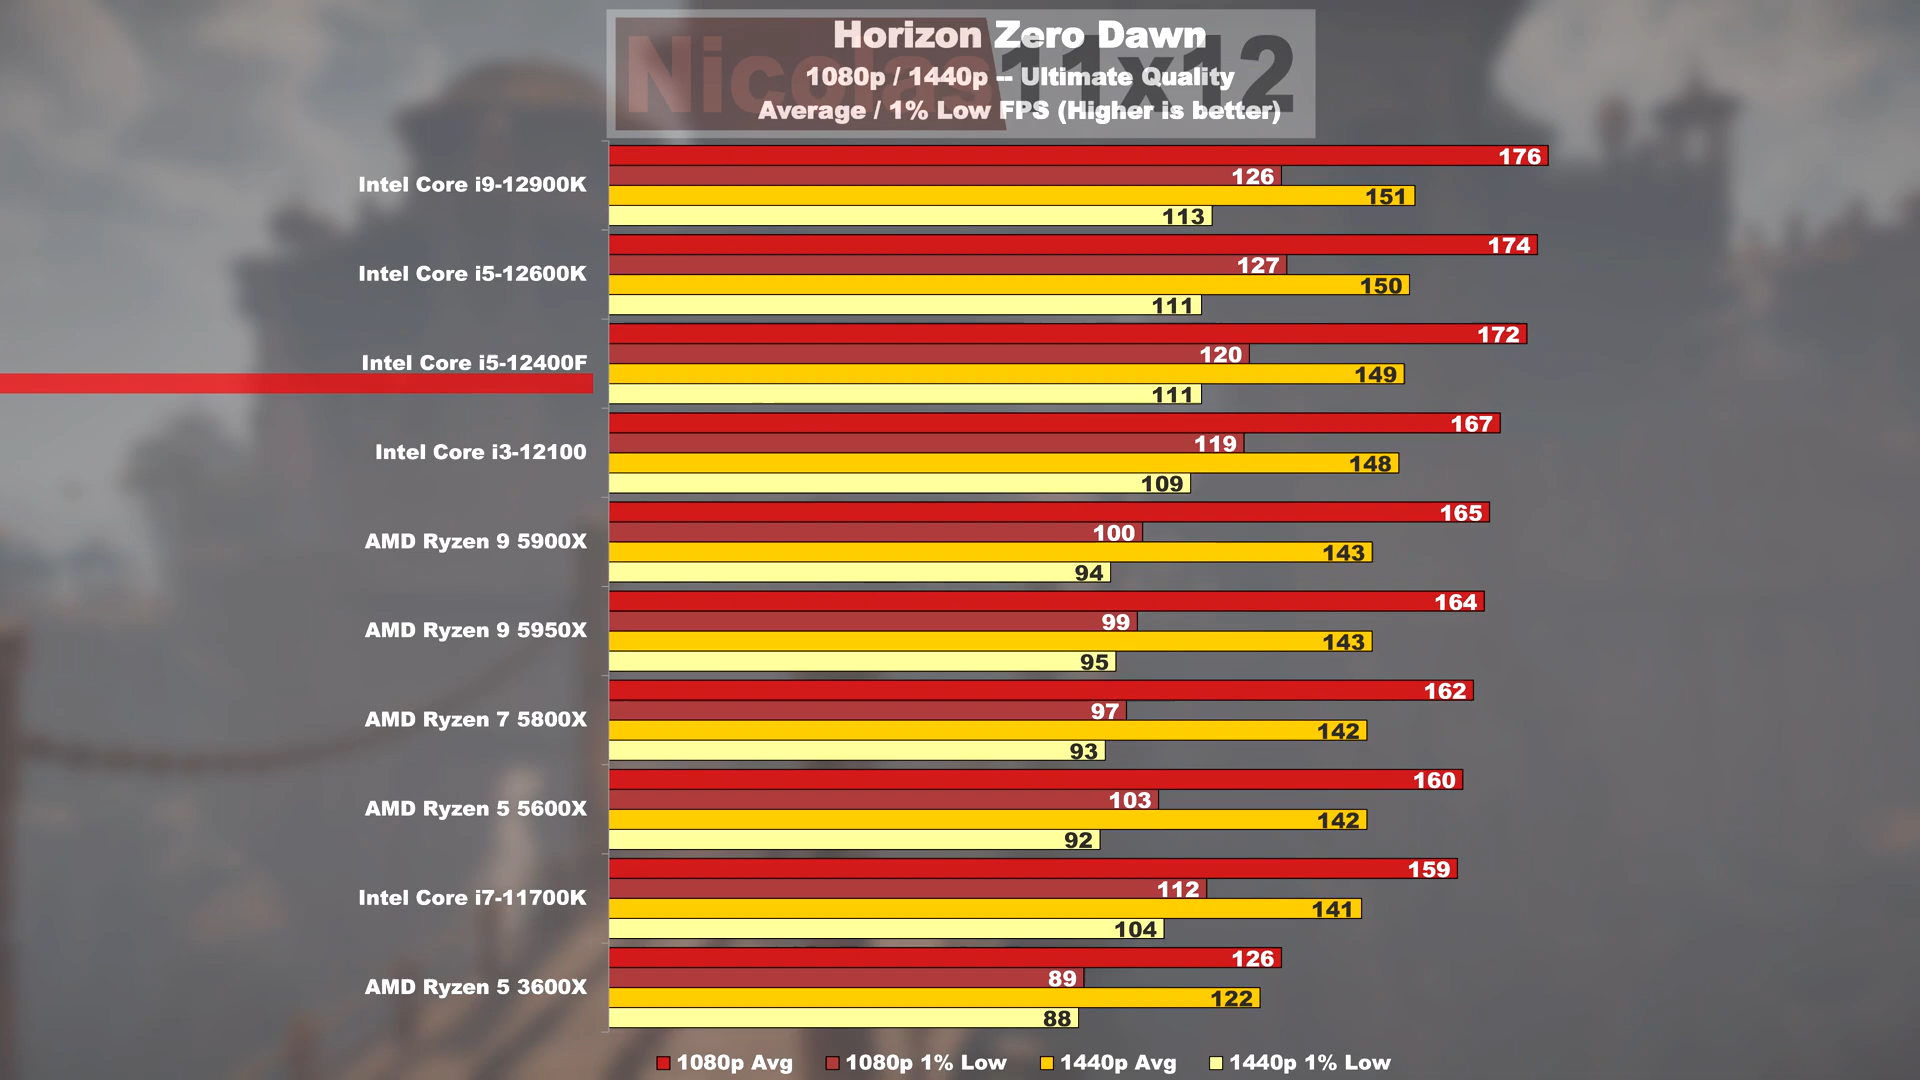 Nicolas11x12
Horizon Zero Dawn
1080p / 1440p -- Ultimate Quality
Average / 1% Low FPS (Higher is better)
Intel Core i9-12900K
176
126
151
113
Intel Core i5-12600K
174
127
150
111
Intel Core i5-12400F
172
120
149
111
Intel Core i3-12100
167
119
148
109
AMD Ryzen 9 5900X
165
100
143
94
AMD Ryzen 9 5950X
164
99
143
95
AMD Ryzen 7 5800X
162
97
142
93
AMD Ryzen 5 5600X
160
103
142
92
Intel Core i7-11700K
159
112
141
104
AMD Ryzen 5 3600X
126
89
122
88
1080p Avg 1080p 1% Low 1440p Avg 1440p 1% Low